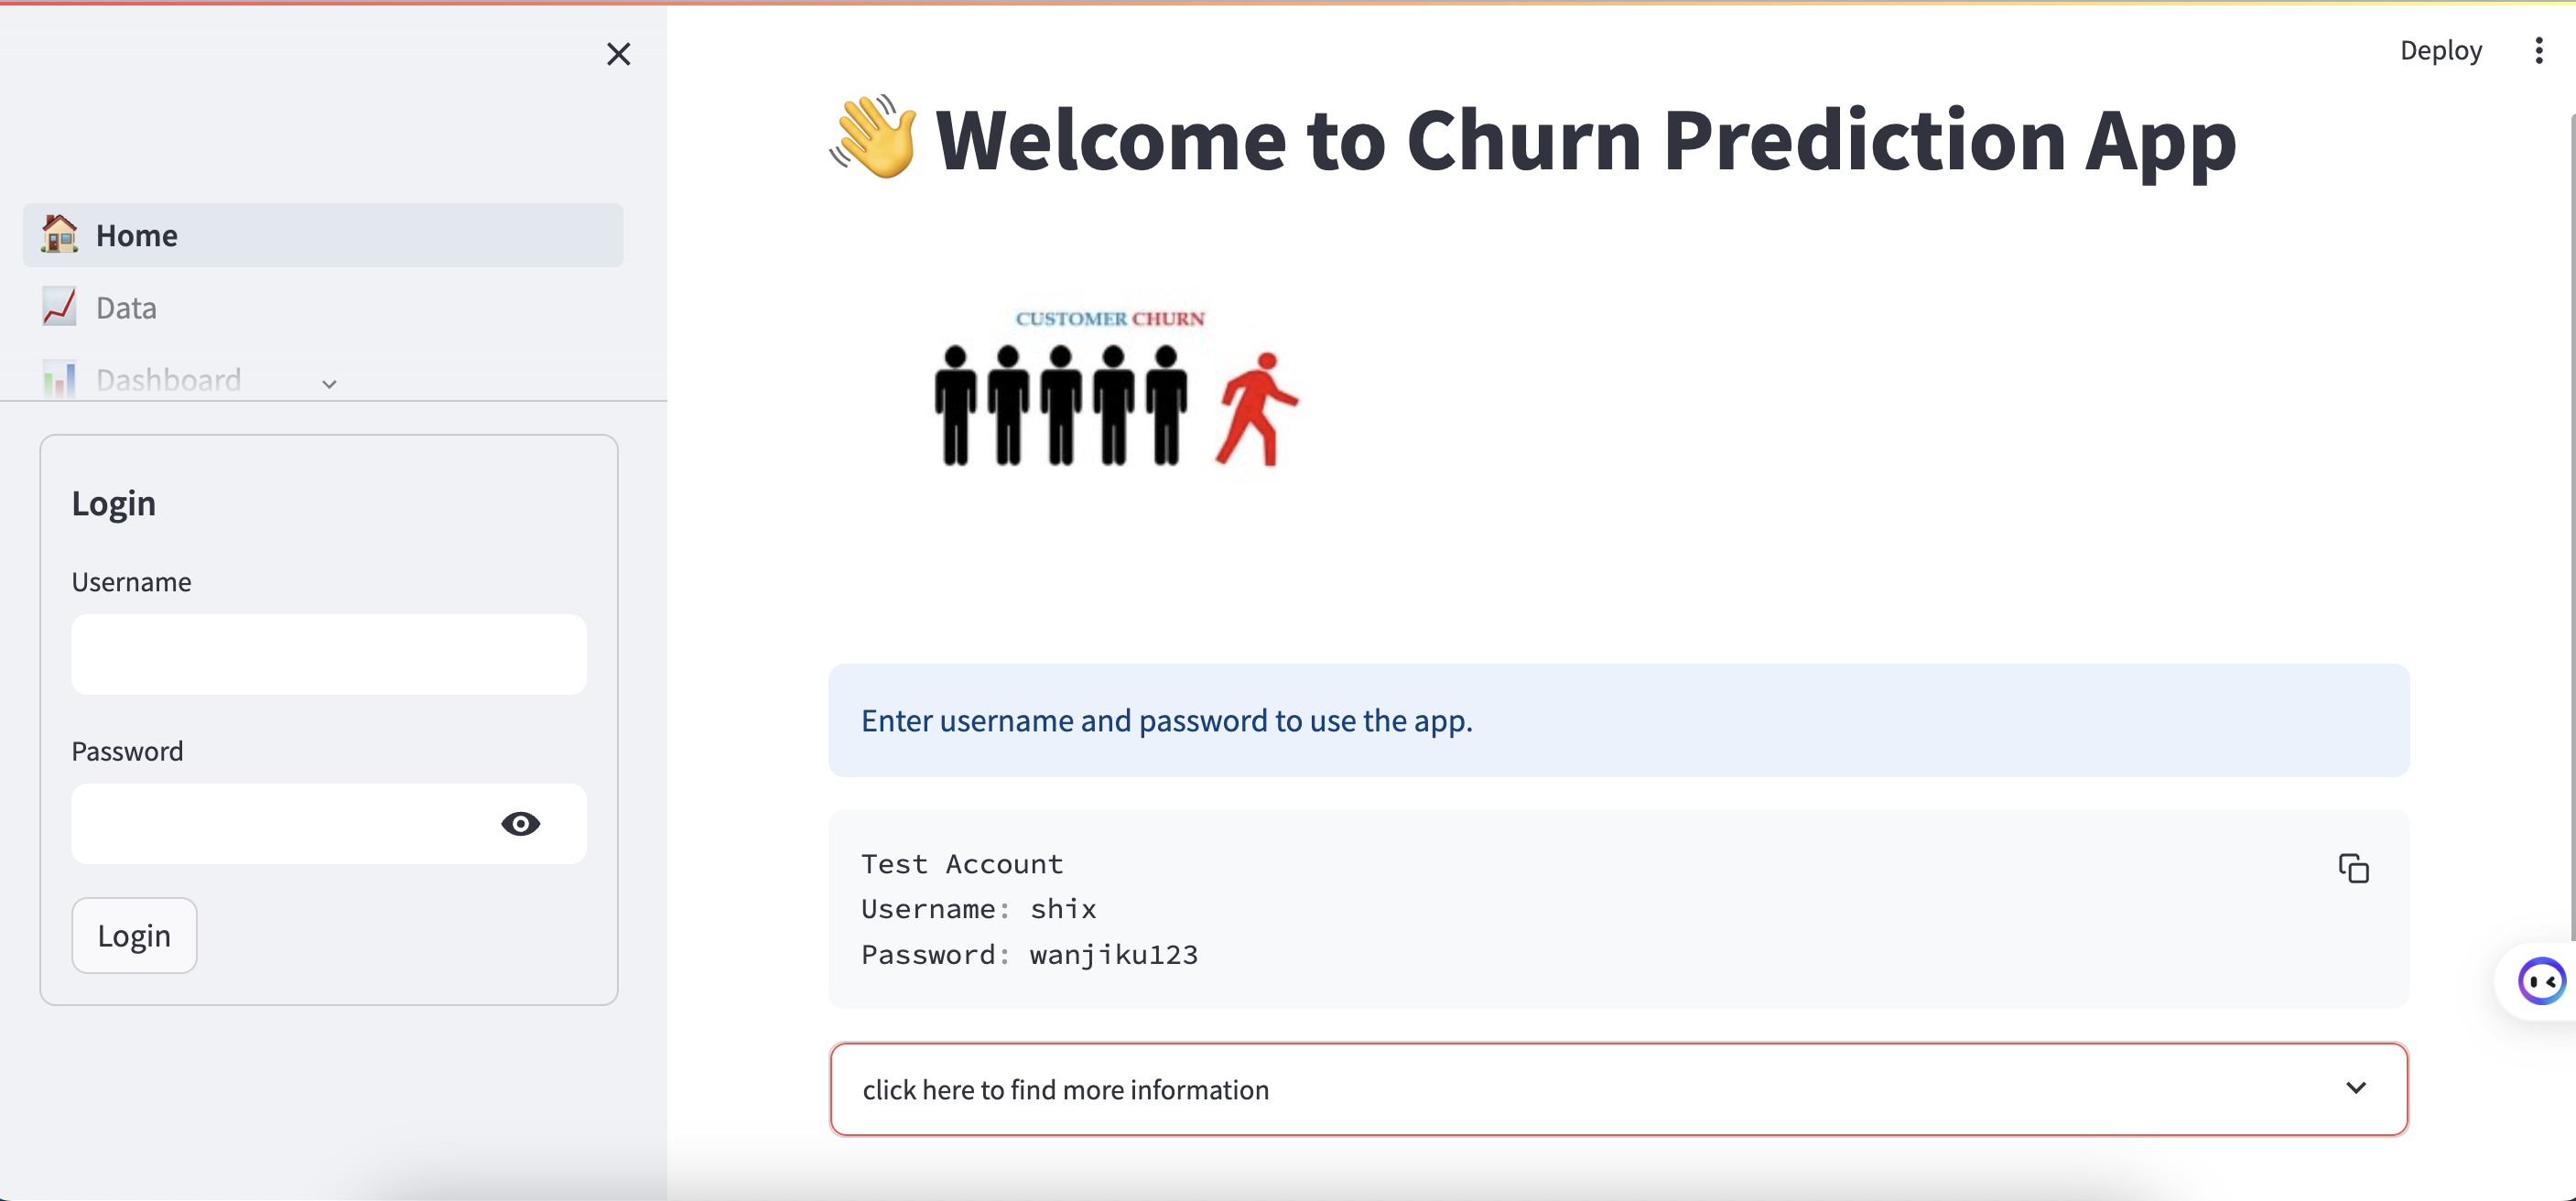 Deploy
Home
Data
Dashboard
Login
Username
Password
Login
👋 Welcome to Churn Prediction App
CUSTOMER CHURN
Enter username and password to use the app.
Test Account
Username: shix
Password: wanjiku123
click here to find more information